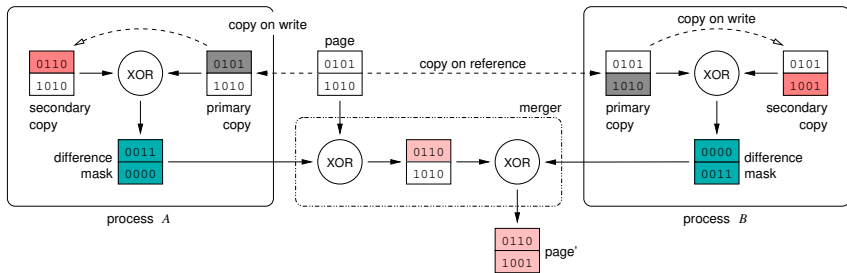 copy on write
0110
1010
secondary
copy
XOR
0101
1010
primary
copy
difference
mask
0011
0000
process A
page
0101
1010
copy on reference
merger
XOR
0110
1010
XOR
0110
1001
page'
copy on write
0101
1010
primary
copy
XOR
0101
1001
secondary
copy
0000
0011
difference
mask
process B